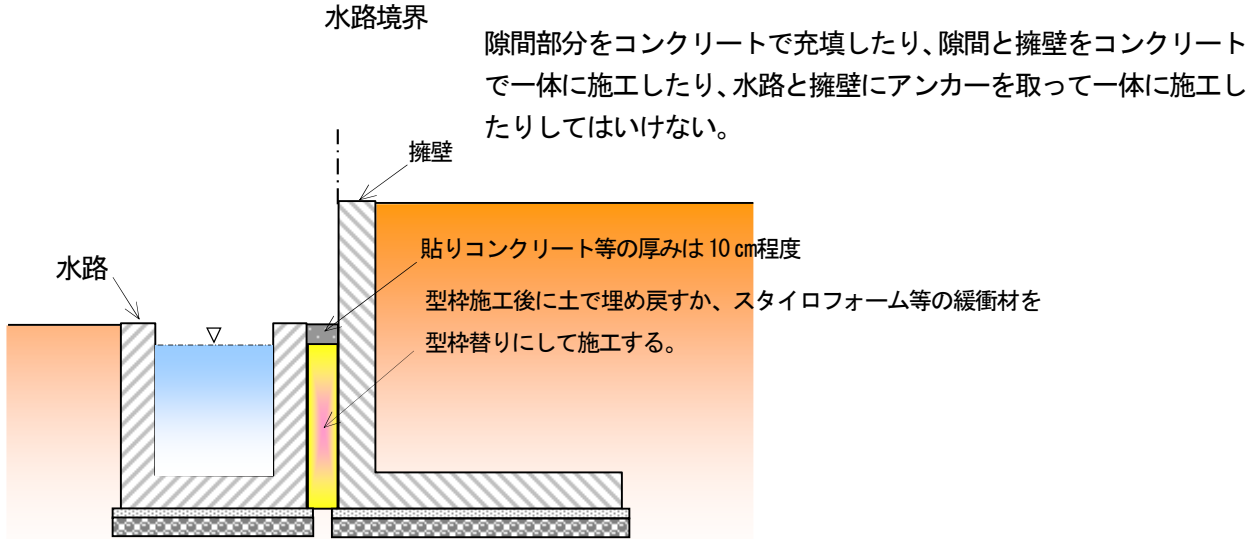 水路境界
隙間部分をコンクリートで充填したり、隙間と擁壁をコンクリート
で一体に施工したり、水路と擁壁にアンカーを取って一体に施工し
たりしてはいけない。
擁壁
貼りコンクリート等の厚みは10㎝程度
水路
型枠施工後に土で埋め戻すか、スタイロフォーム等の緩衝材を
型枠替りにして施工する。
▽